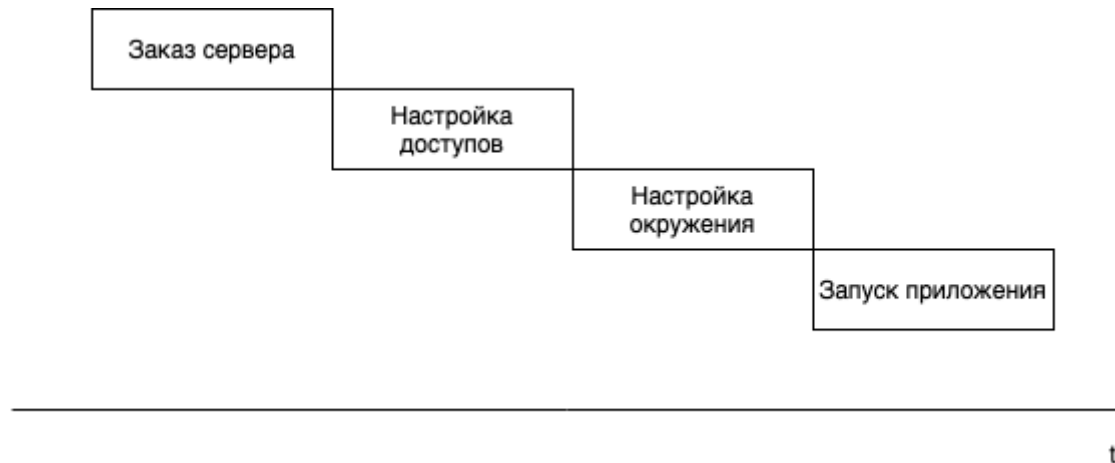 Заказ сервера
Настройка
доступов
Настройка
окружения
Запуск приложения
t